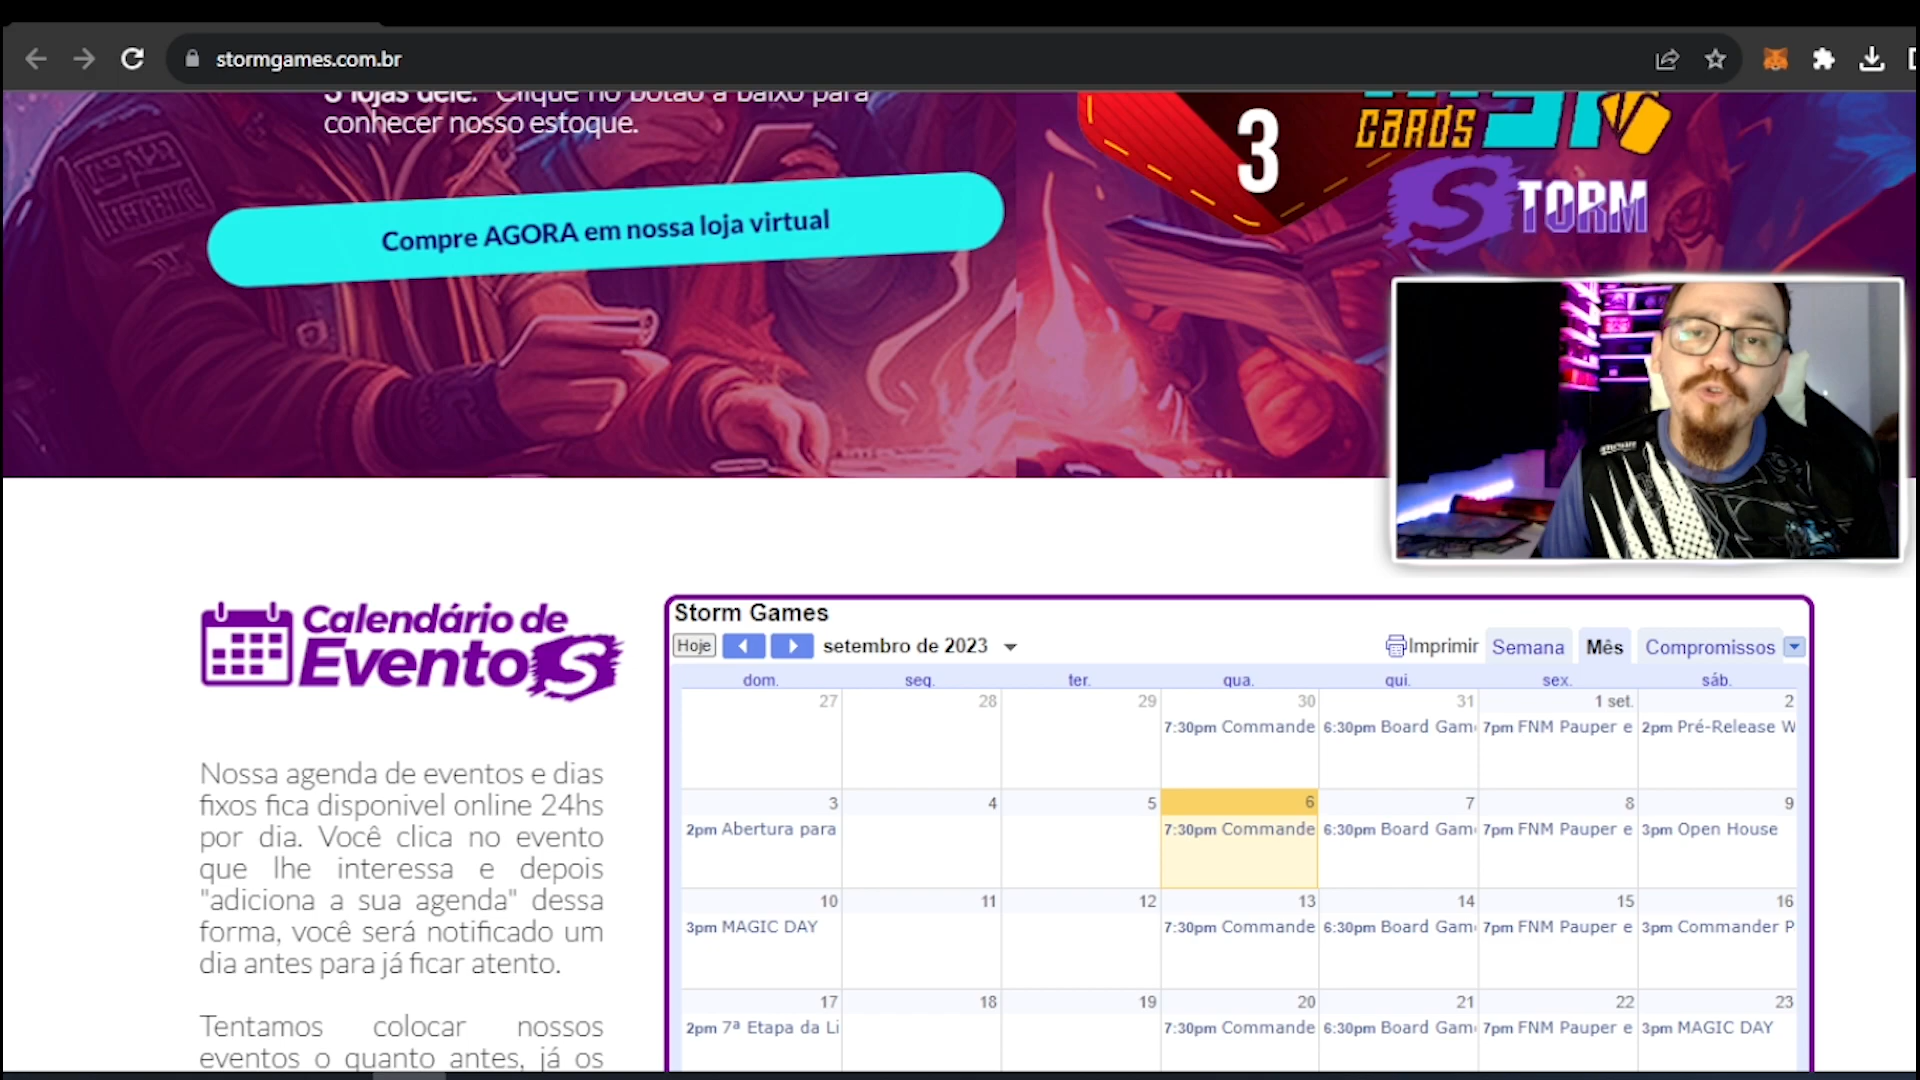 stormgames.com.br
3 lojas dele. Clique no botão a baixo para
conhecer nosso estoque.
Compre AGORA em nossa loja virtual
3
CARDS
STORM
Calendário de
EventoS
Nossa agenda de eventos e dias
fixos fica disponivel online 24hs
por dia. Você clica no evento
que lhe interessa e depois
"adiciona a sua agenda" dessa
forma, você será notificado um
dia antes para já ficar atento.
Tentamos colocar nossos
eventos o quanto antes, já os
Storm Games
Hoje setembro de 2023 Imprimir Semana Mês Compromissos
dom. seg. ter. qua. qui. sex. sáb.
27 28 29 30 31 1 set. 2
7:30pm Commande 6:30pm Board Gam 7pm FNM Pauper e 2pm Pré-Release W
3 4 5 6 7 8 9
2pm Abertura para 7:30pm Commande 6:30pm Board Gam 7pm FNM Pauper e 3pm Open House
10 11 12 13 14 15 16
3pm MAGIC DAY 7:30pm Commande 6:30pm Board Gam 7pm FNM Pauper e 3pm Commander P
17 18 19 20 21 22 23
2pm 7ª Etapa da Li 7:30pm Commande 6:30pm Board Gam 7pm FNM Pauper e 3pm MAGIC DAY